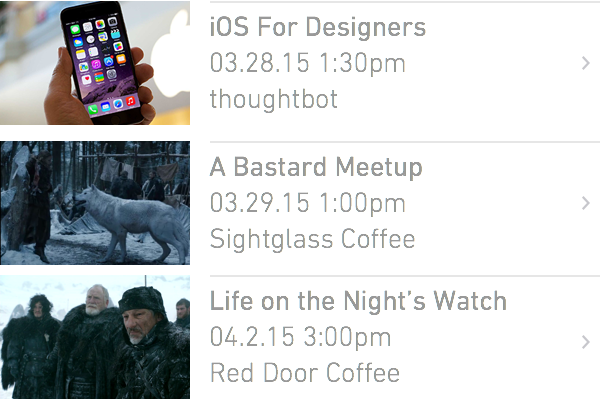 iOS For Designers
03.28.15 1:30pm
thoughtbot
A Bastard Meetup
03.29.15 1:00pm
Sightglass Coffee
Life on the Night's Watch
04.2.15 3:00pm
Red Door Coffee